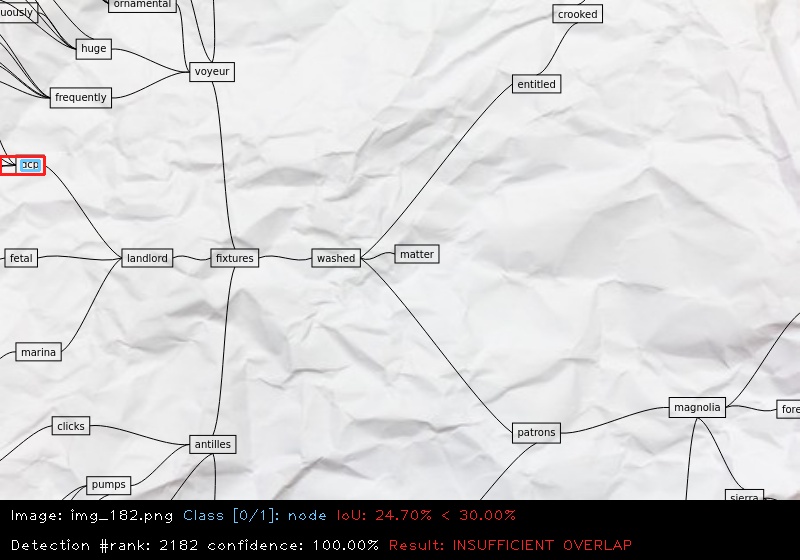 uously
ornamental
crooked
huge
voyeur
entitled
frequently
acp
fetal
landlord
fixtures
washed
matter
marina
magnolia
fore
clicks
antilles
patrons
pumps
sierra
Image: img_182.png Class [0/1]: node IoU: 24.70% < 30.00%
Detection #rank: 2182 confidence: 100.00% Result: INSUFFICIENT OVERLAP